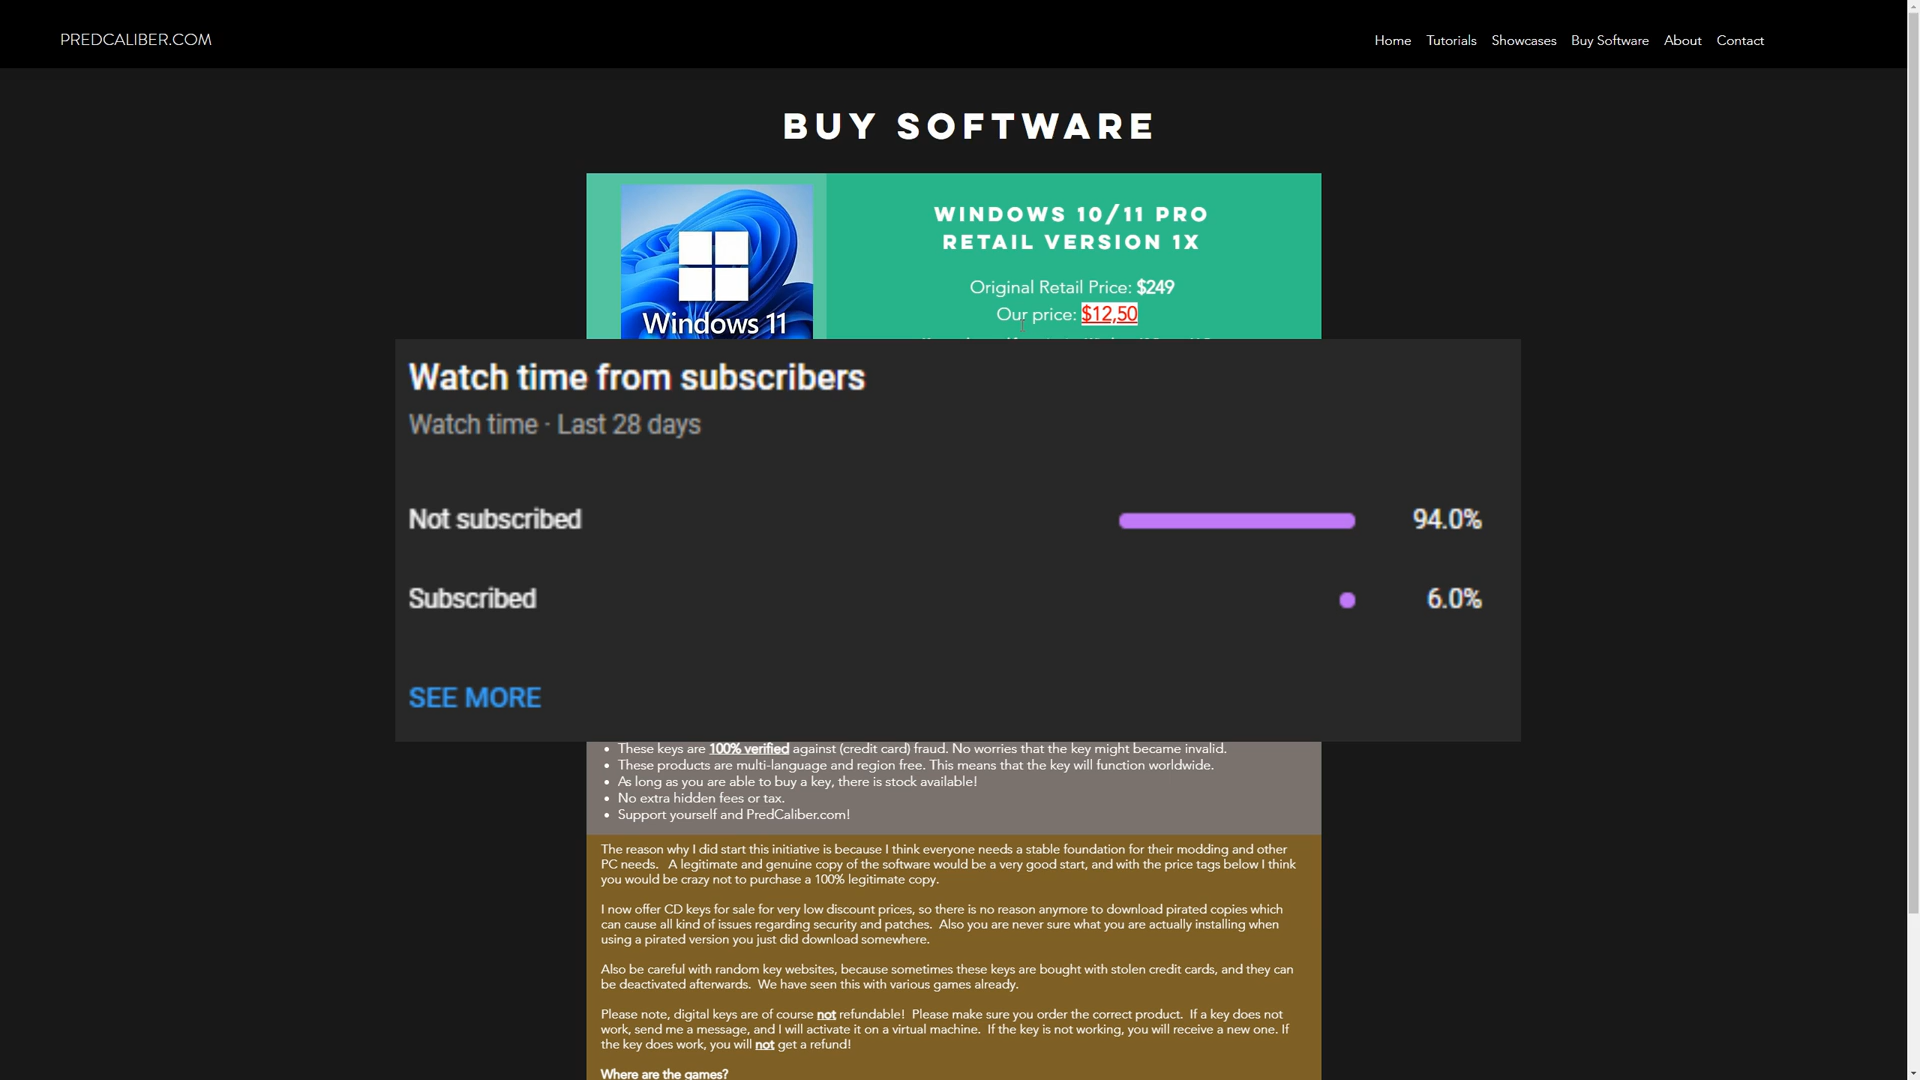 PREDCALIBER.COM
Home Tutorials Showcases Buy Software About Contact
BUY SOFTWARE
WINDOWS 10/11 PRO
RETAIL VERSION 1X
Original Retail Price: $249
Our price: $12,50
Windows 11
Watch time from subscribers
Watch time · Last 28 days
Not subscribed 94.0%
Subscribed 6.0%
SEE MORE
• These keys are 100% verified against (credit card) fraud. No worries that the key might became invalid.
• These products are multi-language and region free. This means that the key will function worldwide.
• As long as you are able to buy a key, there is stock available!
• No extra hidden fees or tax.
• Support yourself and PredCaliber.com!
The reason why I did start this initiative is because I think everyone needs a stable foundation for their modding and other
PC needs. A legitimate and genuine copy of the software would be a very good start, and with the price tags below I think
you would be crazy not to purchase a 100% legitimate copy.
I now offer CD keys for sale for very low discount prices, so there is no reason anymore to download pirated copies which
can cause all kind of issues regarding security and patches. Also you are never sure what you are actually installing when
using a pirated version you just did download somewhere.
Also be careful with random key websites, because sometimes these keys are bought with stolen credit cards, and they can
be deactivated afterwards. We have seen this with various games already.
Please note, digital keys are of course not refundable! Please make sure you order the correct product. If a key does not
work, send me a message, and I will activate it on a virtual machine. If the key is not working, you will receive a new one. If
the key does work, you will not get a refund!
Where are the games?